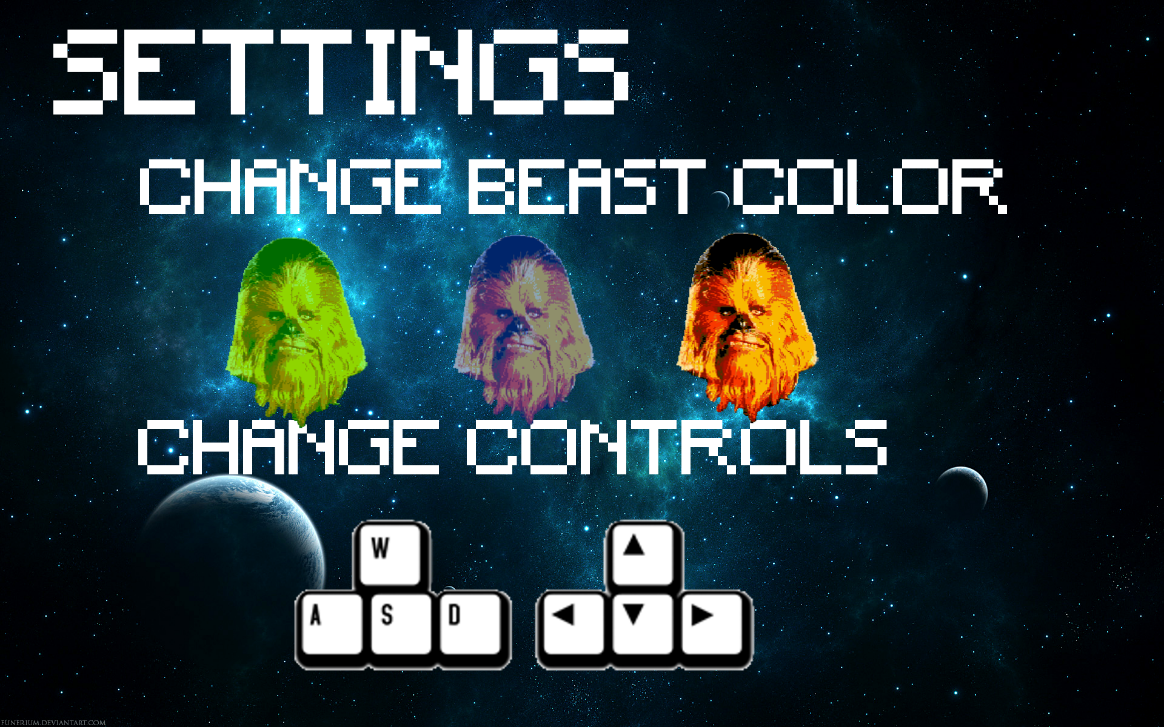 SETTINGS
CHANGE BEAST COLOR
CHANGE CONTROLS
W
A S D
FUNERIUM.DEVIANTART.COM